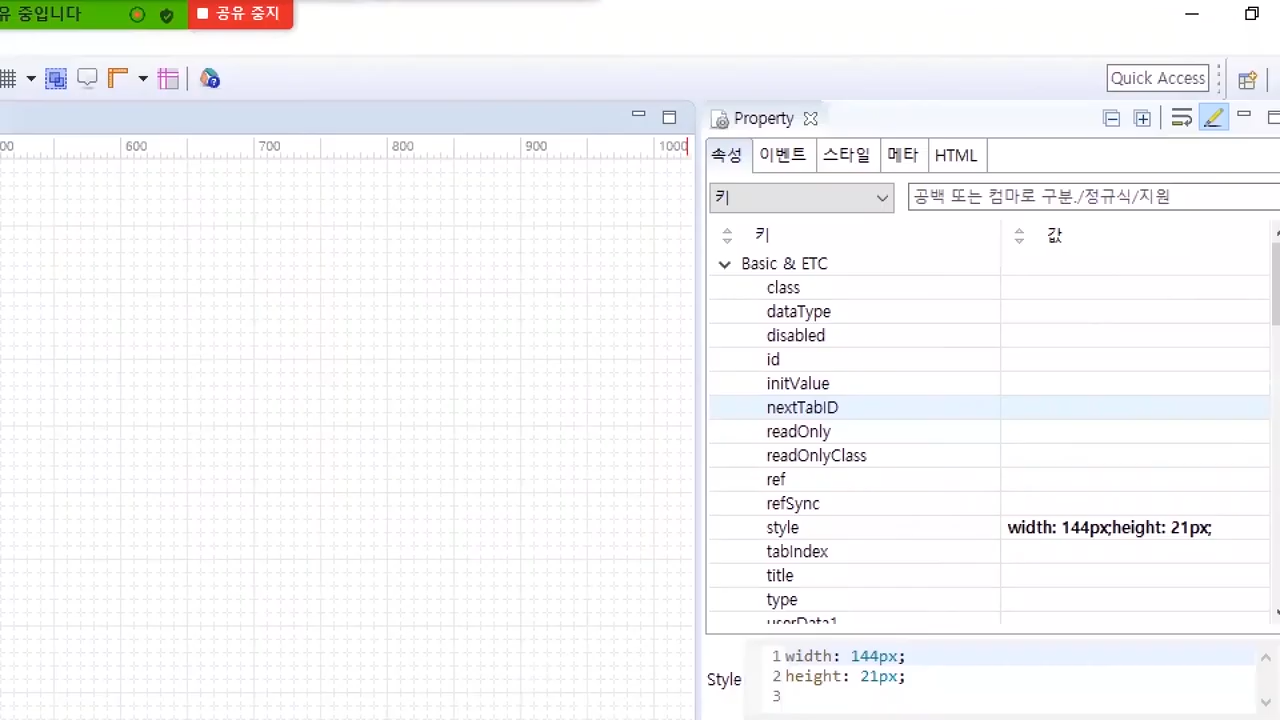 유 중입니다 공유 중지
Quick Access
Property
00 600 700 800 900 1000
속성 이벤트 스타일 메타 HTML
키 공백 또는 컴마로 구분./정규식/지원
키 값
Basic & ETC
class
dataType
disabled
id
initValue
nextTabID
readOnly
readOnlyClass
ref
refSync
style width: 144px;height: 21px;
tabIndex
title
type
userData1
Style
1 width: 144px;
2 height: 21px;
3